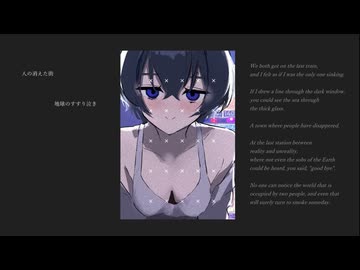 人の消えた街
地球のすすり泣き
We both got on the last train,
and I felt as if I was the only one sinking.
If I drew a line through the dark window,
you could see the sea through
the thick glass.
A town where people have disappeared.
At the last station between
reality and unreality,
where not even the sobs of the Earth
could be heard, you said, "good bye".
No one can notice the world that is
occupied by two people, and even that
will surely turn to smoke someday.